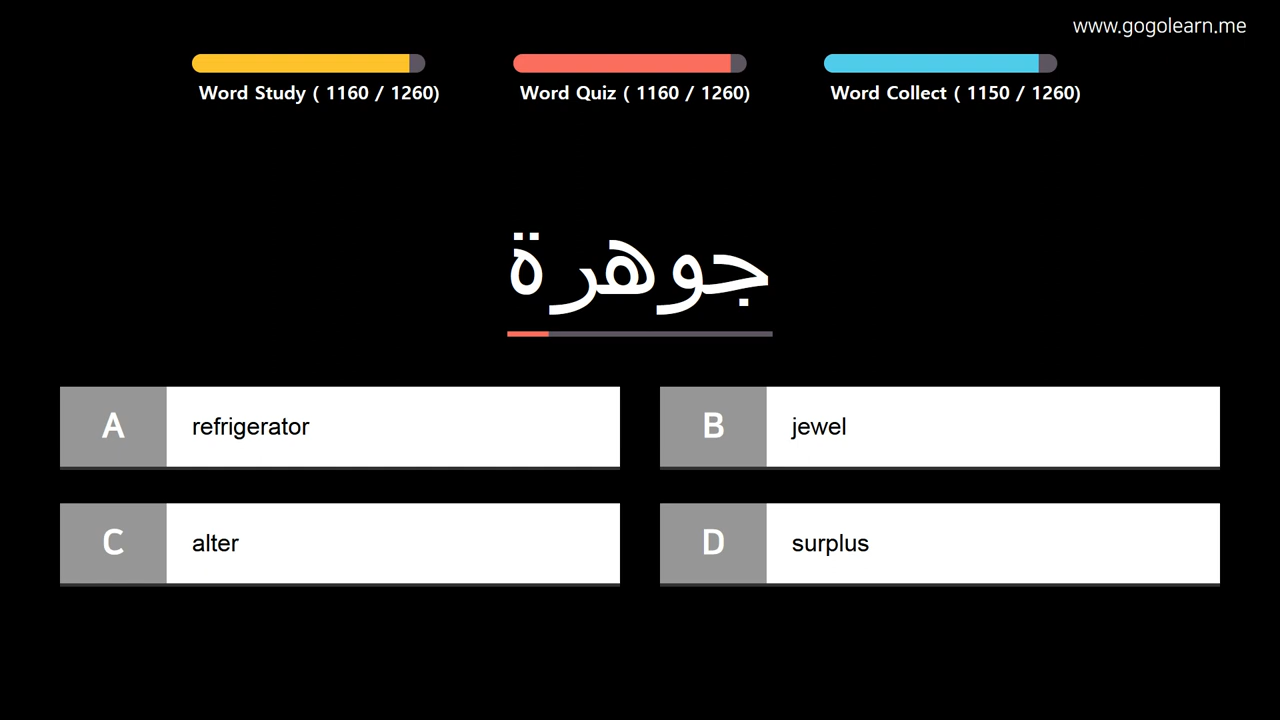 www.gogolearn.me
Word Study ( 1160 / 1260)
Word Quiz ( 1160 / 1260)
Word Collect ( 1150 / 1260)
جوهرة
A refrigerator
B jewel
C alter
D surplus